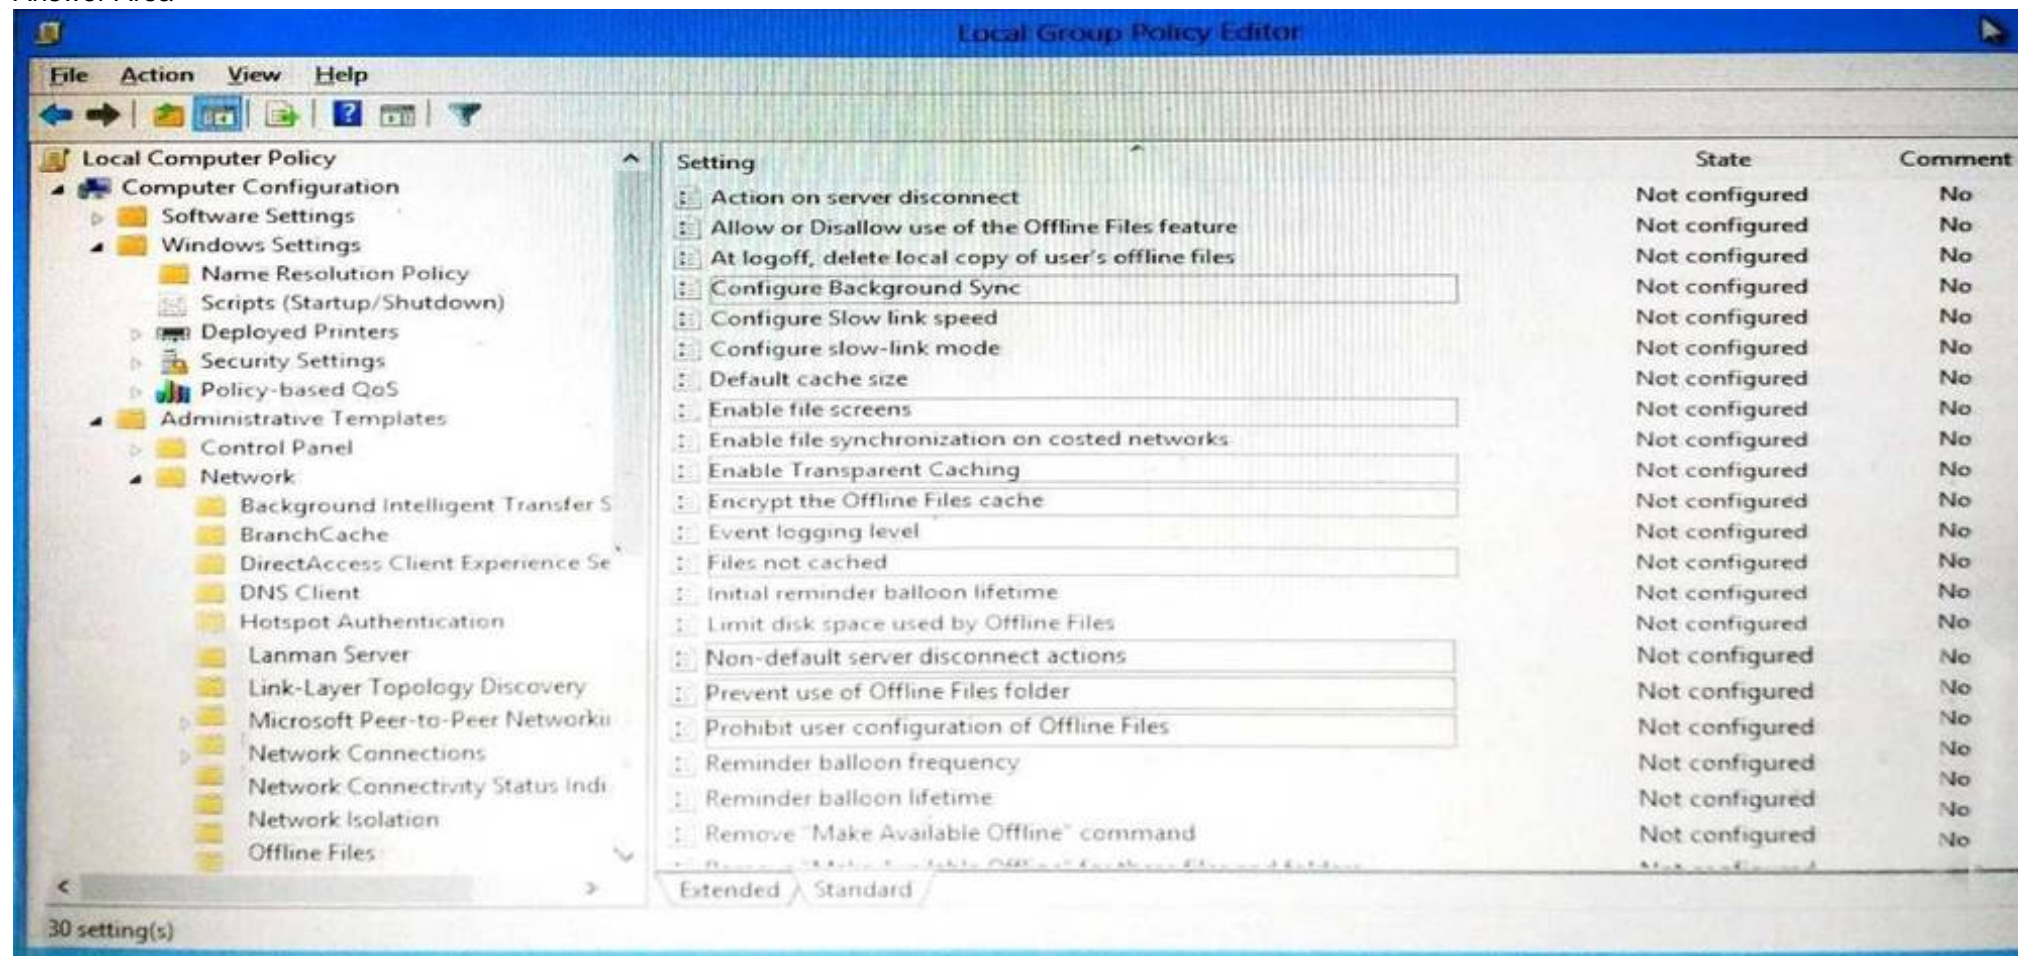 Answer Area
Local Group Policy Editor
File Action View Help
Local Computer Policy
Computer Configuration
Software Settings
Windows Settings
Name Resolution Policy
Scripts (Startup/Shutdown)
Deployed Printers
Security Settings
Policy-based QoS
Administrative Templates
Control Panel
Network
Background Intelligent Transfer S
BranchCache
DirectAccess Client Experience Se
DNS Client
Hotspot Authentication
Lanman Server
Link-Layer Topology Discovery
Microsoft Peer-to-Peer Networkin
Network Connections
Network Connectivity Status Indi
Network Isolation
Offline Files
Setting State Comment
Action on server disconnect Not configured No
Allow or Disallow use of the Offline Files feature Not configured No
At logoff, delete local copy of user's offline files Not configured No
Configure Background Sync Not configured No
Configure Slow link speed Not configured No
Configure slow-link mode Not configured No
Default cache size Not configured No
Enable file screens Not configured No
Enable file synchronization on costed networks Not configured No
Enable Transparent Caching Not configured No
Encrypt the Offline Files cache Not configured No
Event logging level Not configured No
Files not cached Not configured No
Initial reminder balloon lifetime Not configured No
Limit disk space used by Offline Files Not configured No
Non-default server disconnect actions Not configured No
Prevent use of Offline Files folder Not configured No
Prohibit user configuration of Offline Files Not configured No
Reminder balloon frequency Not configured No
Reminder balloon lifetime Not configured No
Remove "Make Available Offline" command Not configured No
Extended Standard
30 setting(s)